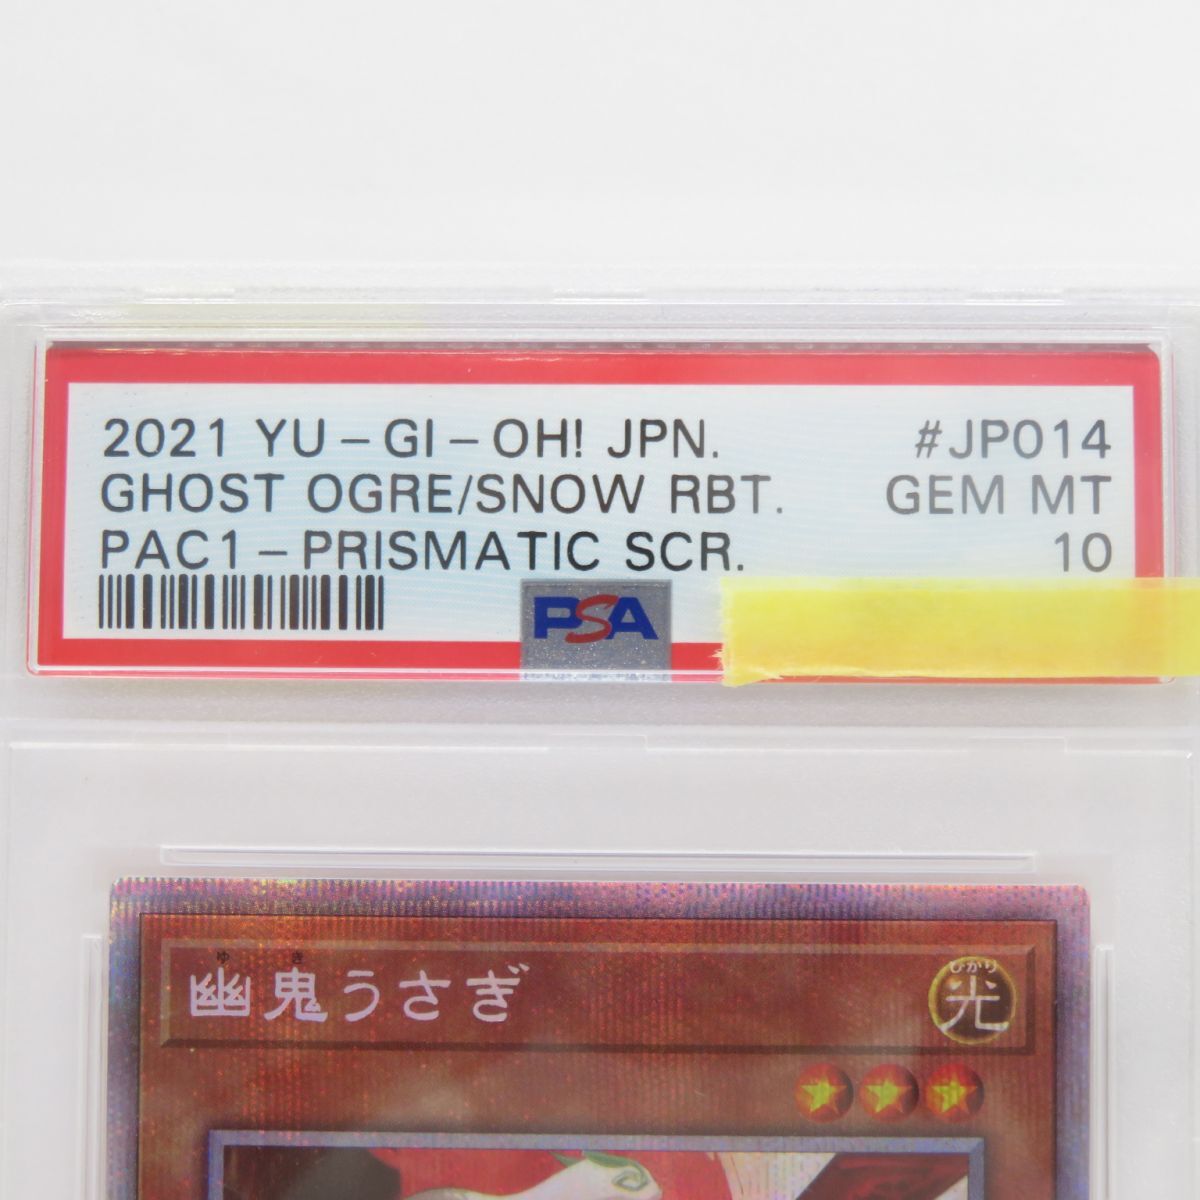 2021 YU-GI-OH! JPN. #JP014
GHOST OGRE/SNOW RBT. GEM MT
PAC1-PRISMATIC SCR. 10
PSA
ゆ き
幽鬼うさぎ
ひかり
光